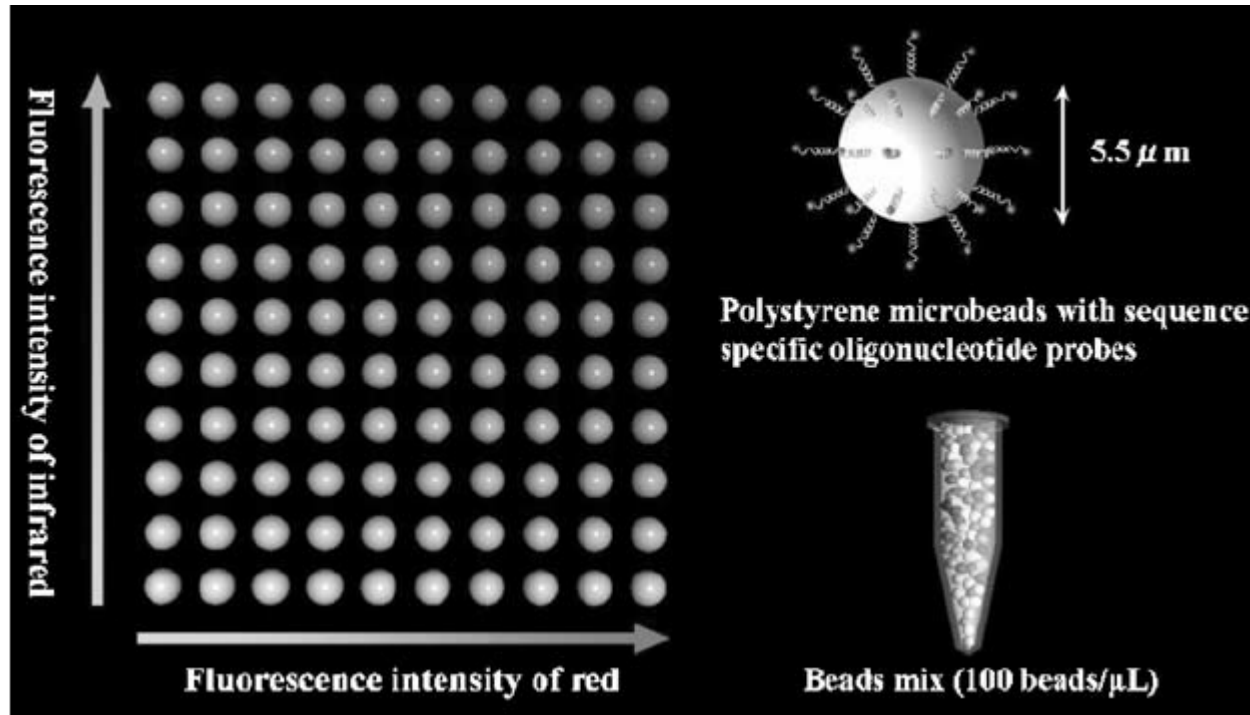 Fluorescence intensity of infrared
Fluorescence intensity of red
5.5 μm
Polystyrene microbeads with sequence
specific oligonucleotide probes
Beads mix (100 beads/μL)